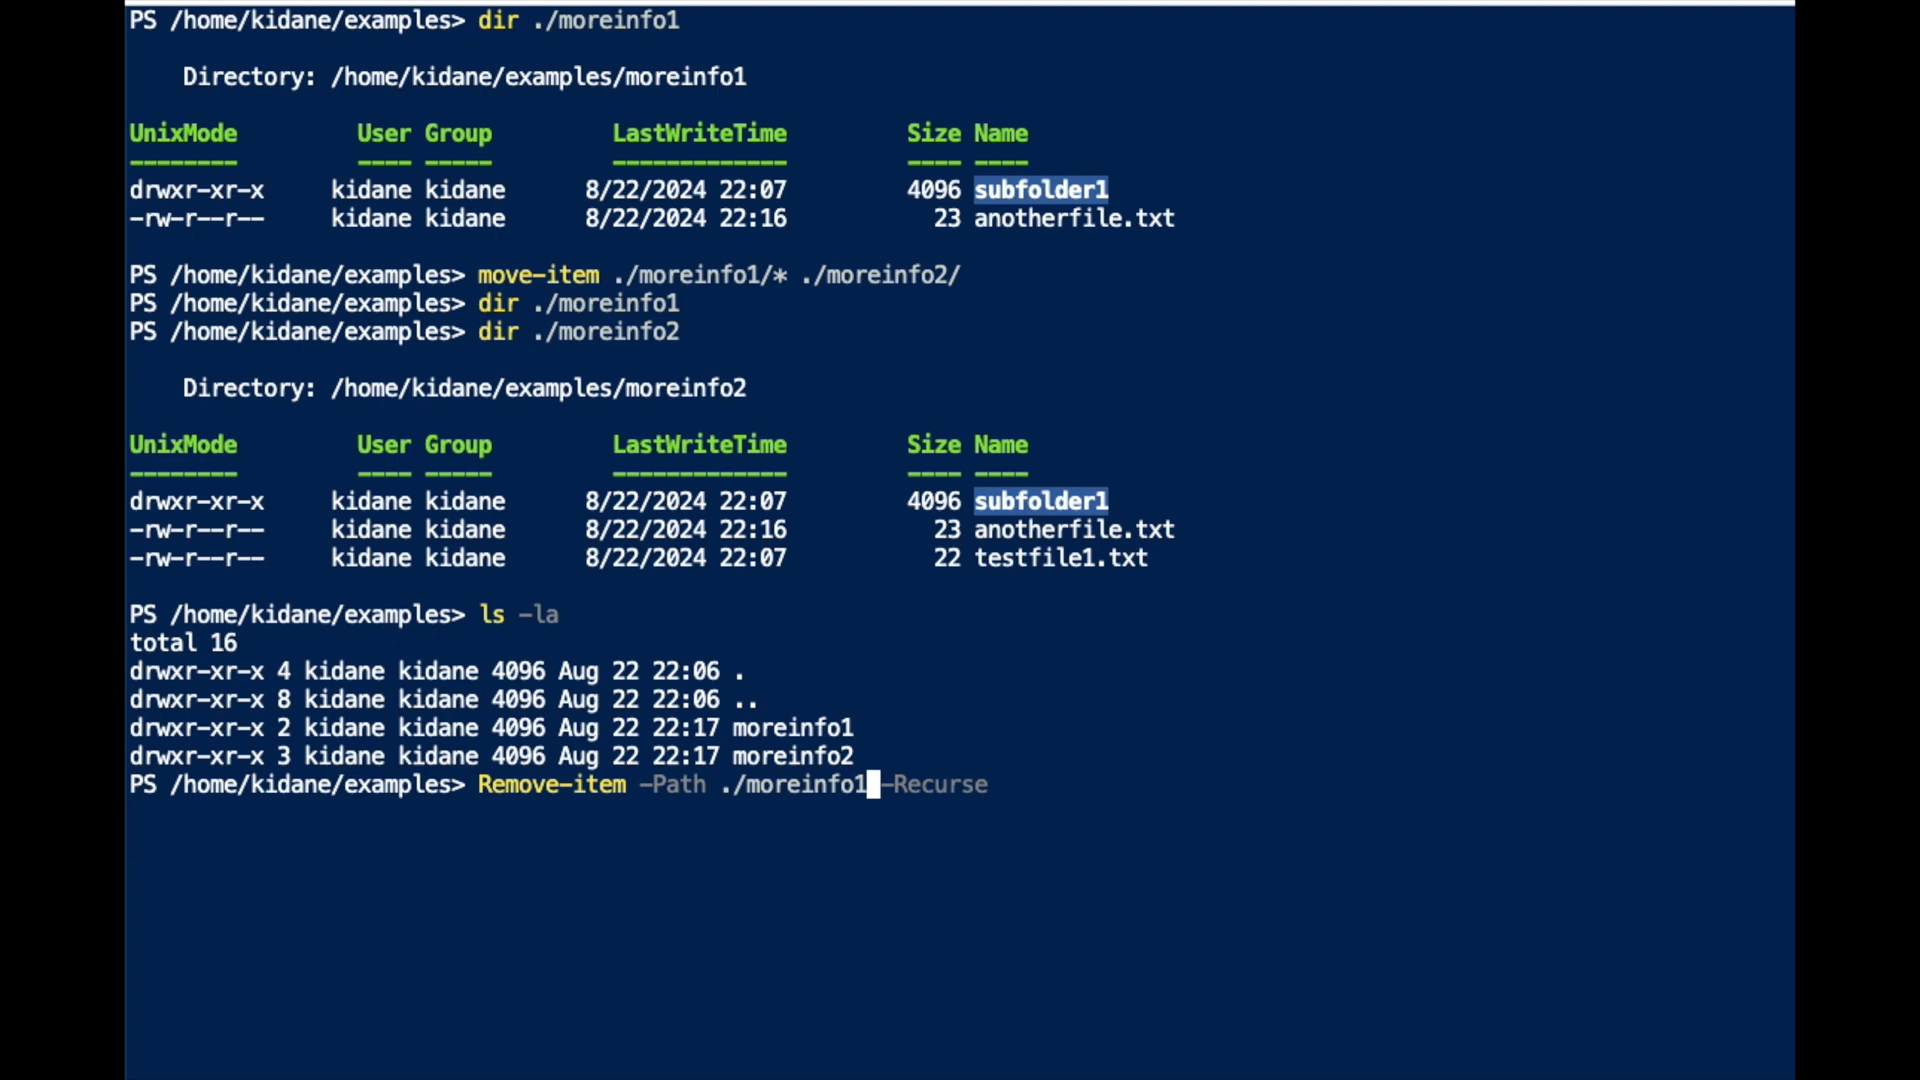 PS /home/kidane/examples> dir ./moreinfo1
Directory: /home/kidane/examples/moreinfo1
UnixMode User Group LastWriteTime Size Name
-------- ---- ----- ------------- ---- ----
drwxr-xr-x kidane kidane 8/22/2024 22:07 4096 subfolder1
-rw-r--r-- kidane kidane 8/22/2024 22:16 23 anotherfile.txt
PS /home/kidane/examples> move-item ./moreinfo1/* ./moreinfo2/
PS /home/kidane/examples> dir ./moreinfo1
PS /home/kidane/examples> dir ./moreinfo2
Directory: /home/kidane/examples/moreinfo2
UnixMode User Group LastWriteTime Size Name
-------- ---- ----- ------------- ---- ----
drwxr-xr-x kidane kidane 8/22/2024 22:07 4096 subfolder1
-rw-r--r-- kidane kidane 8/22/2024 22:16 23 anotherfile.txt
-rw-r--r-- kidane kidane 8/22/2024 22:07 22 testfile1.txt
PS /home/kidane/examples> ls -la
total 16
drwxr-xr-x 4 kidane kidane 4096 Aug 22 22:06 .
drwxr-xr-x 8 kidane kidane 4096 Aug 22 22:06 ..
drwxr-xr-x 2 kidane kidane 4096 Aug 22 22:17 moreinfo1
drwxr-xr-x 3 kidane kidane 4096 Aug 22 22:17 moreinfo2
PS /home/kidane/examples> Remove-item -Path ./moreinfo1 -Recurse